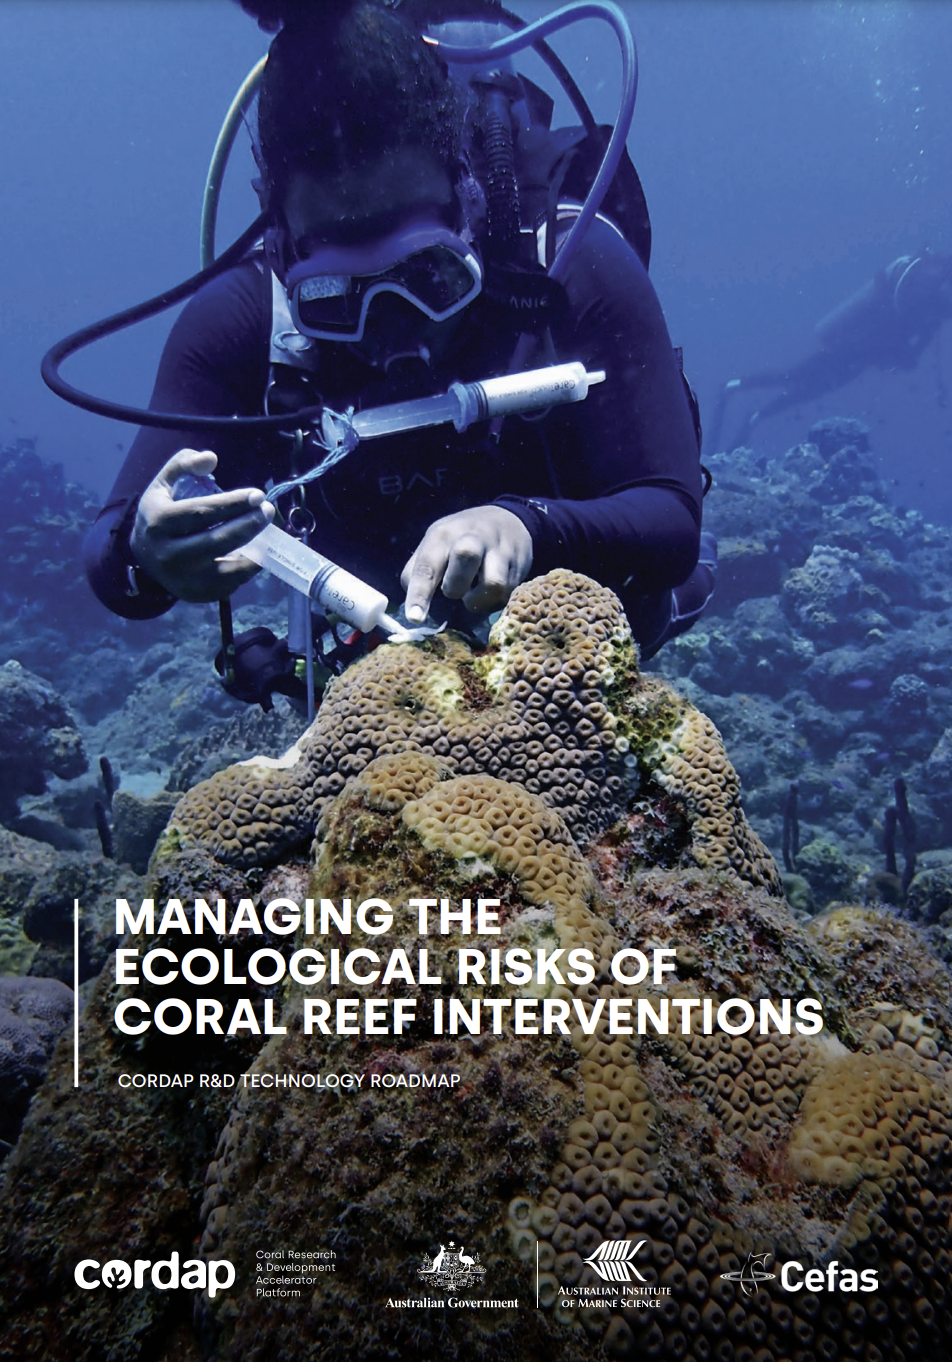 MANAGING THE
ECOLOGICAL RISKS OF
CORAL REEF INTERVENTIONS
CORDAP R&D TECHNOLOGY ROADMAP
cordap
Coral Research
& Development
Accelerator
Platform
Australian Government
AUSTRALIAN INSTITUTE
OF MARINE SCIENCE
Cefas